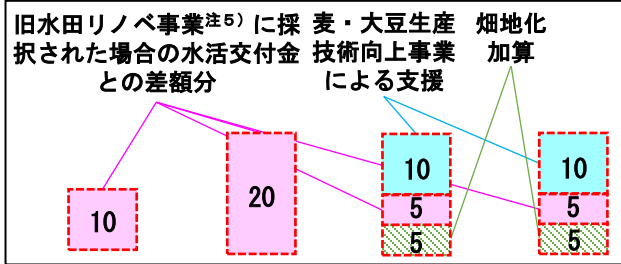 旧水田リノベ事業注5）に採
択された場合の水活交付金
との差額分
麦・大豆生産
技術向上事業
による支援
畑地化
加算
10
20
10
5
5
10
5
5